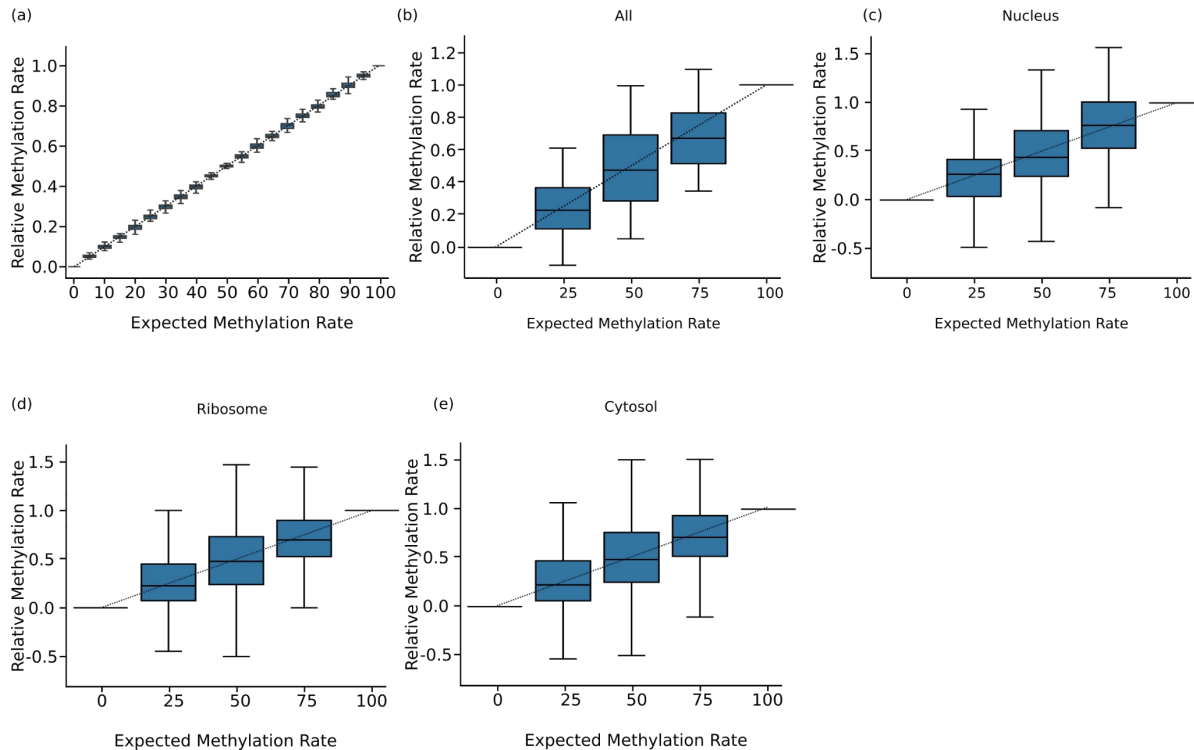 (a)
Relative Methylation Rate
1.0
0.8
0.6
0.4
0.2
0.0
0 10 20 30 40 50 60 70 80 90 100
Expected Methylation Rate
(b)
All
Relative Methylation Rate
1.2
1.0
0.8
0.6
0.4
0.2
0.0
0 25 50 75 100
Expected Methylation Rate
(c)
Nucleus
Relative Methylation Rate
1.5
1.0
0.5
0.0
-0.5
0 25 50 75 100
Expected Methylation Rate
(d)
Ribosome
Relative Methylation Rate
1.5
1.0
0.5
0.0
-0.5
0 25 50 75 100
Expected Methylation Rate
(e)
Cytosol
Relative Methylation Rate
1.5
1.0
0.5
0.0
-0.5
0 25 50 75 100
Expected Methylation Rate